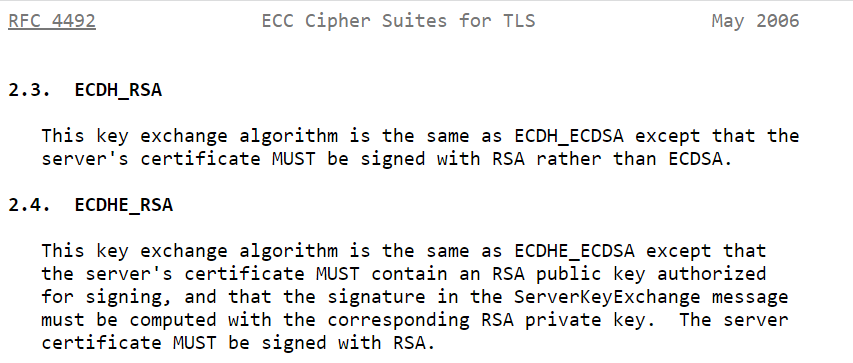 RFC 4492 ECC Cipher Suites for TLS May 2006
2.3. ECDH_RSA
This key exchange algorithm is the same as ECDH_ECDSA except that the
server's certificate MUST be signed with RSA rather than ECDSA.
2.4. ECDHE_RSA
This key exchange algorithm is the same as ECDHE_ECDSA except that
the server's certificate MUST contain an RSA public key authorized
for signing, and that the signature in the ServerKeyExchange message
must be computed with the corresponding RSA private key. The server
certificate MUST be signed with RSA.